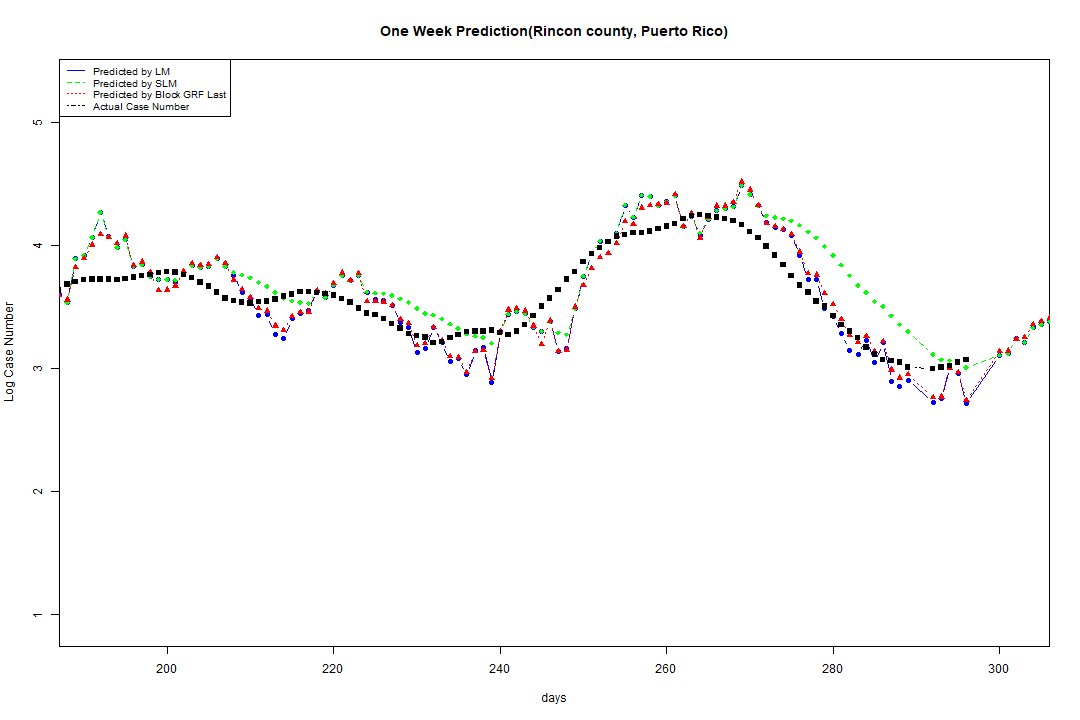 One Week Prediction(Rincon county, Puerto Rico)
Predicted by LM
Predicted by SLM
Predicted by Block GRF Last
Actual Case Number
5
4
3
2
1
Log Case Number
200 220 240 260 280 300
days